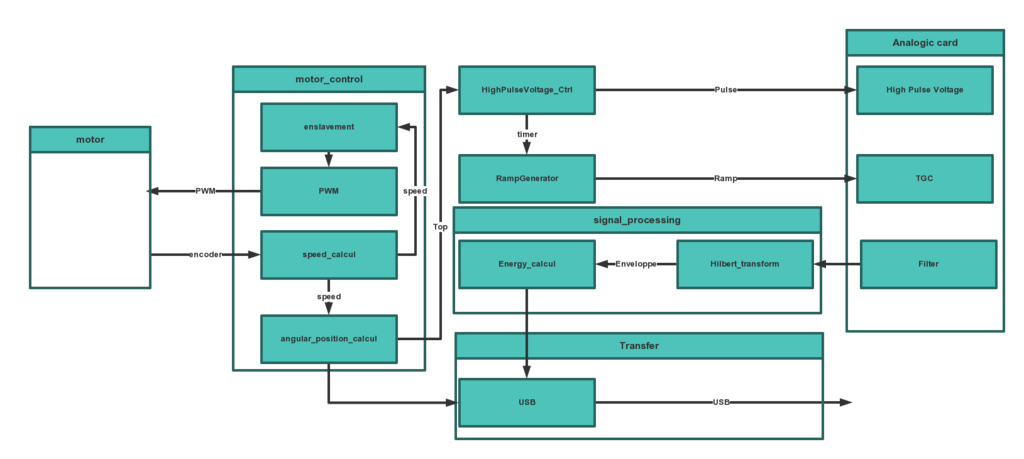 Analogic card
motor_control
HighPulseVoltage_Ctrl
Pulse
High Pulse Voltage
enslavement
timer
motor
RampGenerator
Ramp
TGC
PWM
PWM
speed
signal_processing
Top
encoder
speed_calcul
Energy_calcul
Enveloppe
Hilbert_transform
Filter
speed
angular_position_calcul
Transfer
USB
USB